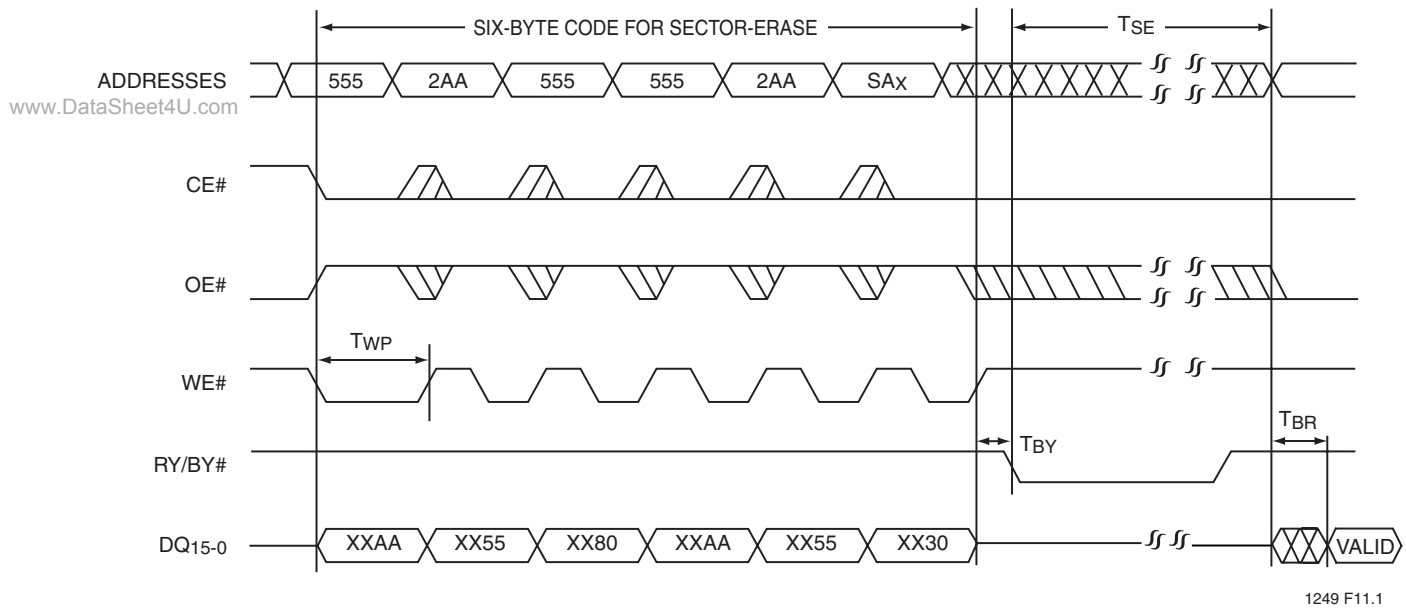 SIX-BYTE CODE FOR SECTOR-ERASE TSE
ADDRESSES 555 2AA 555 555 2AA SAX
www.DataSheet4U.com
CE#
OE#
TWP
WE#
TBR
TBY
RY/BY#
DQ15-0 XXAA XX55 XX80 XXAA XX55 XX30 VALID
1249 F11.1